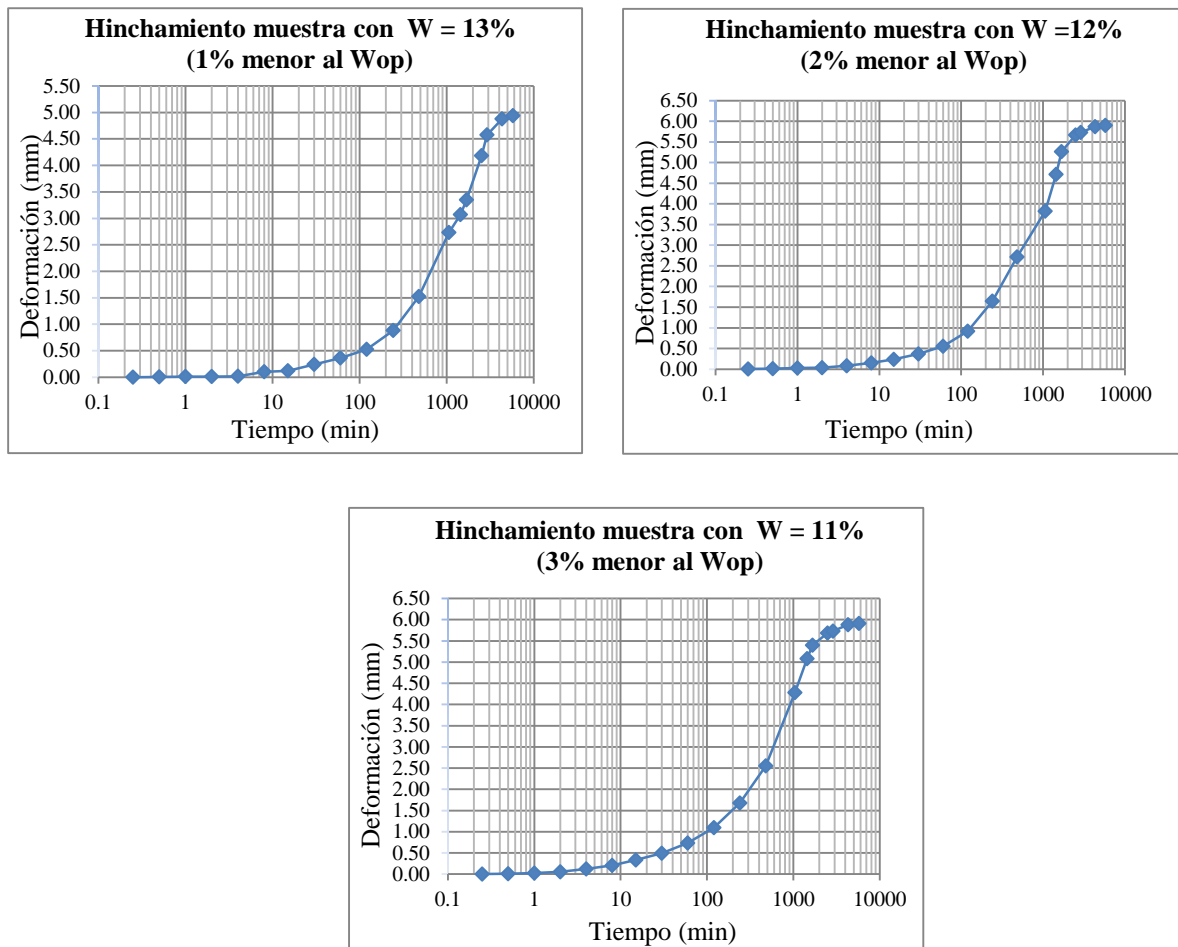 Hinchamiento muestra con W = 13%
(1% menor al Wop)
5.50
5.00
4.50
4.00
3.50
3.00
2.50
2.00
1.50
1.00
0.50
0.00
Deformación (mm)
0.1 1 10 100 1000 10000
Tiempo (min)
Hinchamiento muestra con W =12%
(2% menor al Wop)
6.50
6.00
5.50
5.00
4.50
4.00
3.50
3.00
2.50
2.00
1.50
1.00
0.50
0.00
Deformación (mm)
0.1 1 10 100 1000 10000
Tiempo (min)
Hinchamiento muestra con W = 11%
(3% menor al Wop)
6.50
6.00
5.50
5.00
4.50
4.00
3.50
3.00
2.50
2.00
1.50
1.00
0.50
0.00
Deformación (mm)
0.1 1 10 100 1000 10000
Tiempo (min)